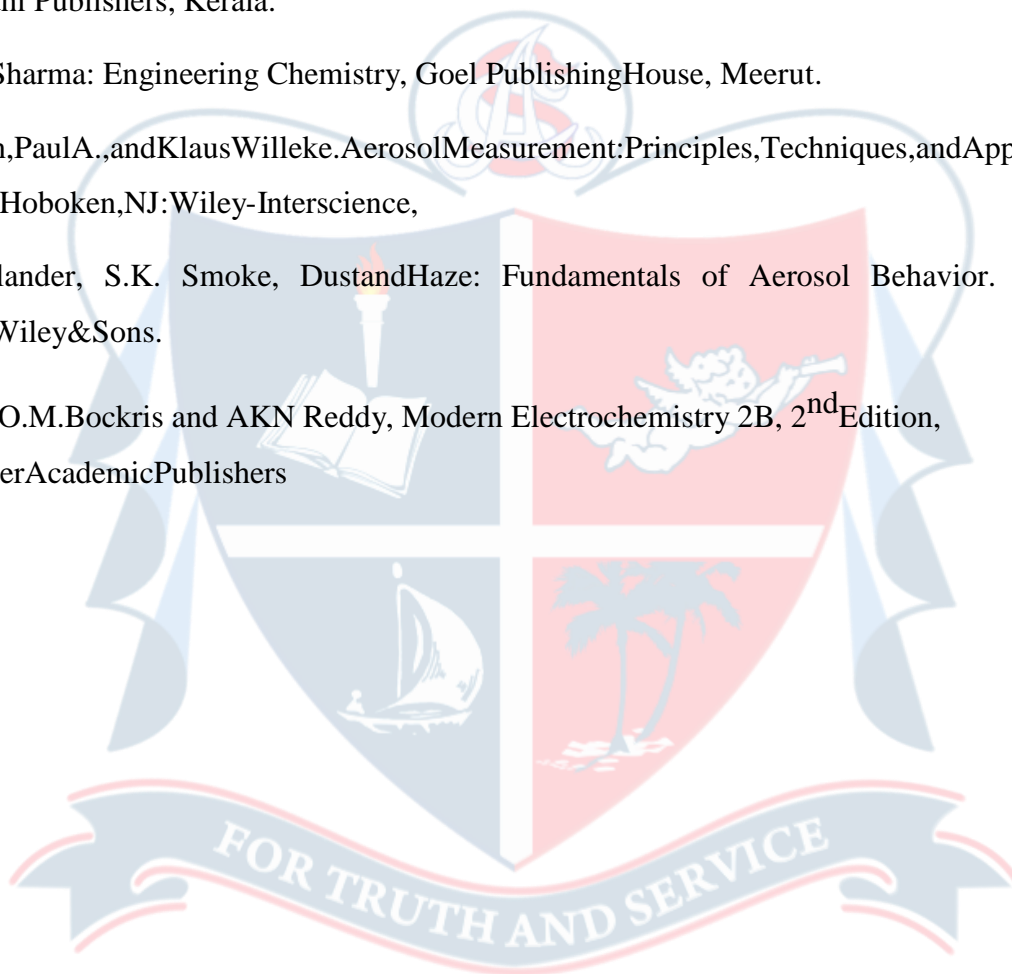 Publishers, Kerala.
Sharma: Engineering Chemistry, Goel PublishingHouse, Meerut.
n,PaulA.,andKlausWilleke.AerosolMeasurement:Principles,Techniques,andApp
Hoboken,NJ:Wiley-Interscience,
lander, S.K. Smoke, DustandHaze: Fundamentals of Aerosol Behavior.
Wiley&Sons.
O.M.Bockris and AKN Reddy, Modern Electrochemistry 2B, 2ndEdition,
erAcademicPublishers
FOR TRUTH AND SERVICE